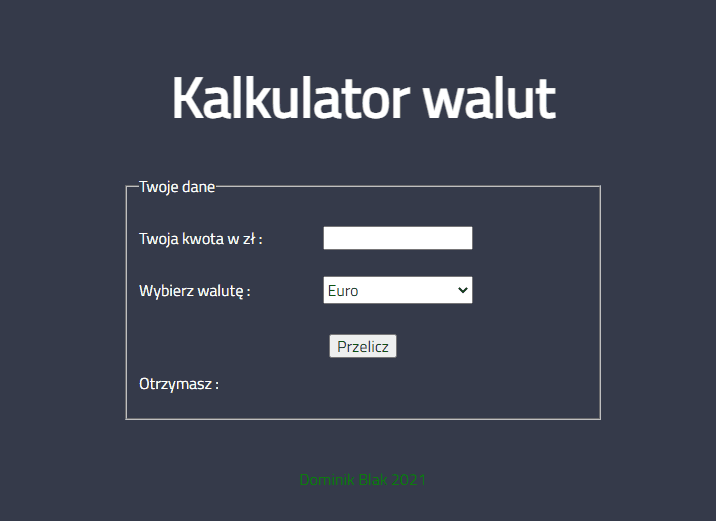 Kalkulator walut
Twoje dane
Twoja kwota w zł :
Wybierz walutę :
Euro
Przelicz
Otrzymasz :
Dominik Blak 2021